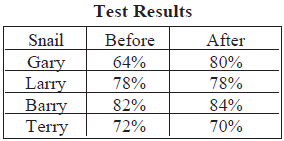 Test Results
Snail Before After
Gary 64% 80%
Larry 78% 78%
Barry 82% 84%
Terry 72% 70%